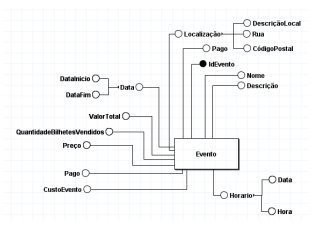 DescriçãoLocal
Localização
Rua
Pago
CódigoPostal
IdEvento
DataInicio
Nome
Data
Descrição
DataFim
ValorTotal
QuantidadeBilhetesVendidos
Preço
Evento
Pago
Data
CustoEvento
Horario
Hora